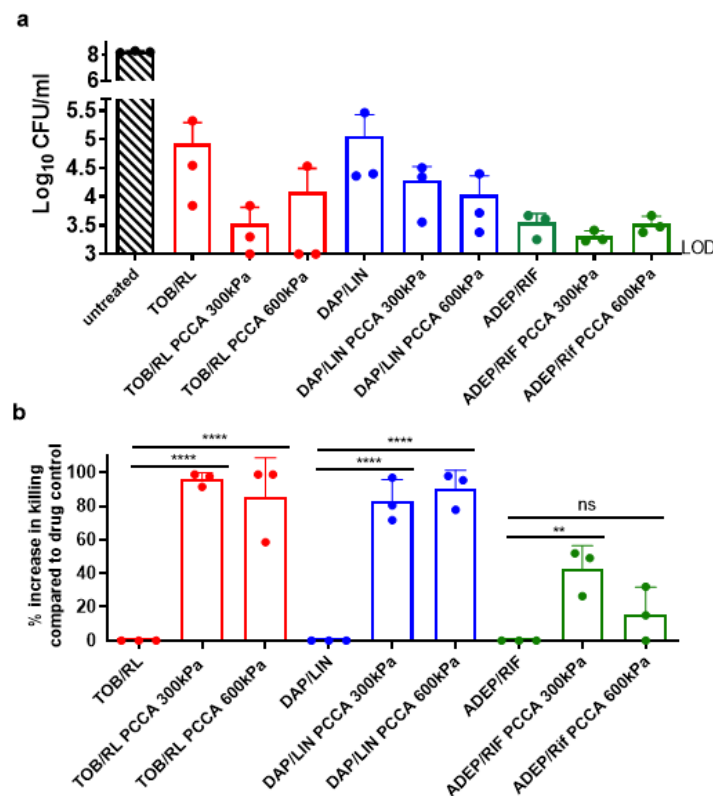 a
Log10 CFU/ml
8
6
5.5
5
4.5
4
3.5
3
LOD
untreated
TOB/RL
TOB/RL PCCA 300kPa
TOB/RL PCCA 600kPa
DAP/LIN
DAP/LIN PCCA 300kPa
DAP/LIN PCCA 600kPa
ADEP/RIF
ADEP/RIF PCCA 300kPa
ADEP/Rif PCCA 600kPa
b
% increase in killing
compared to drug control
100
80
60
40
20
0
****
****
****
****
ns
**
TOB/RL
TOB/RL PCCA 300kPa
TOB/RL PCCA 600kPa
DAP/LIN
DAP/LIN PCCA 300kPa
DAP/LIN PCCA 600kPa
ADEP/RIF
ADEP/RIF PCCA 300kPa
ADEP/Rif PCCA 600kPa